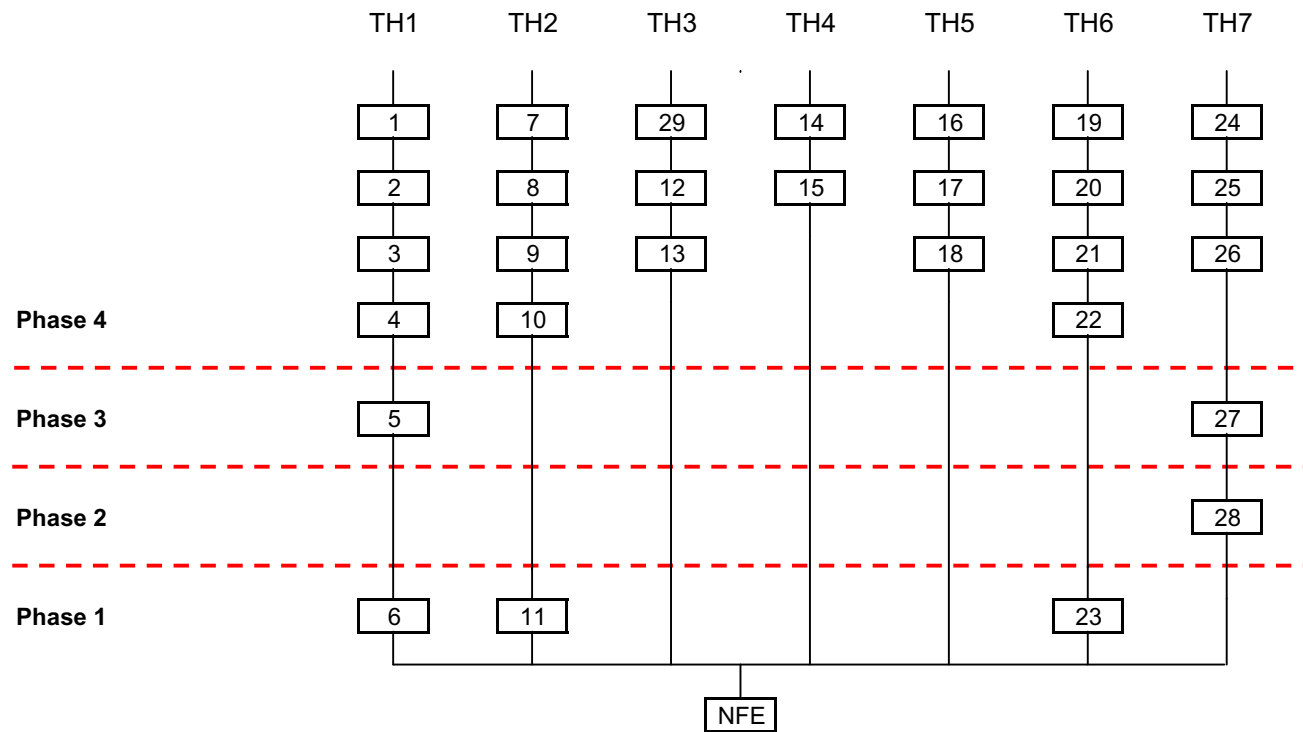 TH1 TH2 TH3 TH4 TH5 TH6 TH7
1 7 29 14 16 19 24
2 8 12 15 17 20 25
3 9 13 18 21 26
Phase 4 4 10 22
Phase 3 5 27
Phase 2 28
Phase 1 6 11 23
NFE